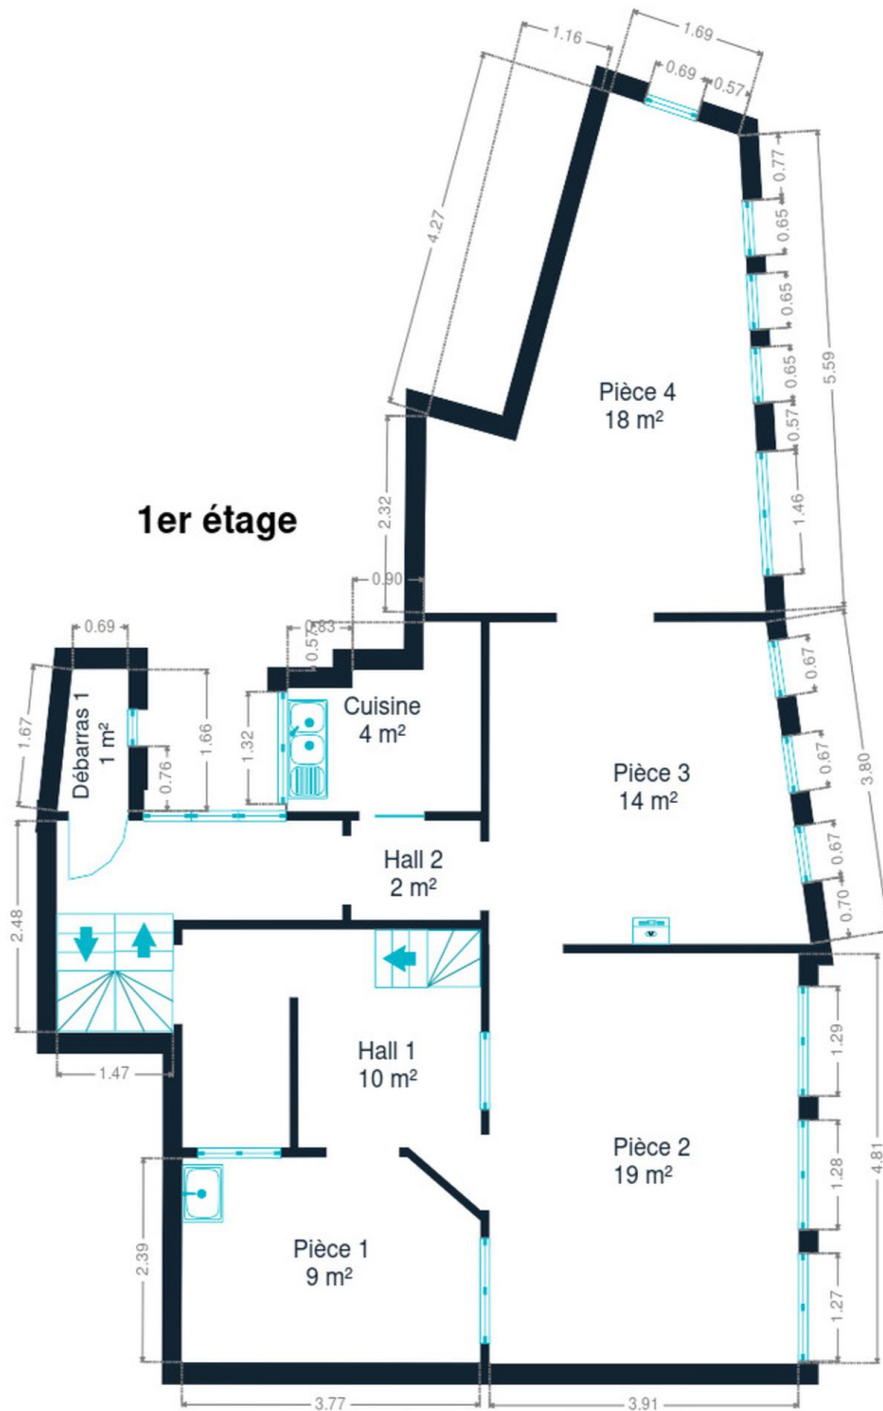 1.16
1.69
0.69
0.57
0.77
4.27
0.65
0.65
0.65
5.59
Pièce 4
18 m²
0.57
1.46
2.32
1er étage
0.90
0.83
0.57
0.69
0.67
1.67
Débarras 1
1 m²
1.66
0.76
1.32
Cuisine
4 m²
Pièce 3
14 m²
0.67
3.80
0.67
0.70
Hall 2
2 m²
2.48
1.47
Hall 1
10 m²
1.29
Pièce 2
19 m²
1.28
4.81
2.39
Pièce 1
9 m²
1.27
3.77
3.91